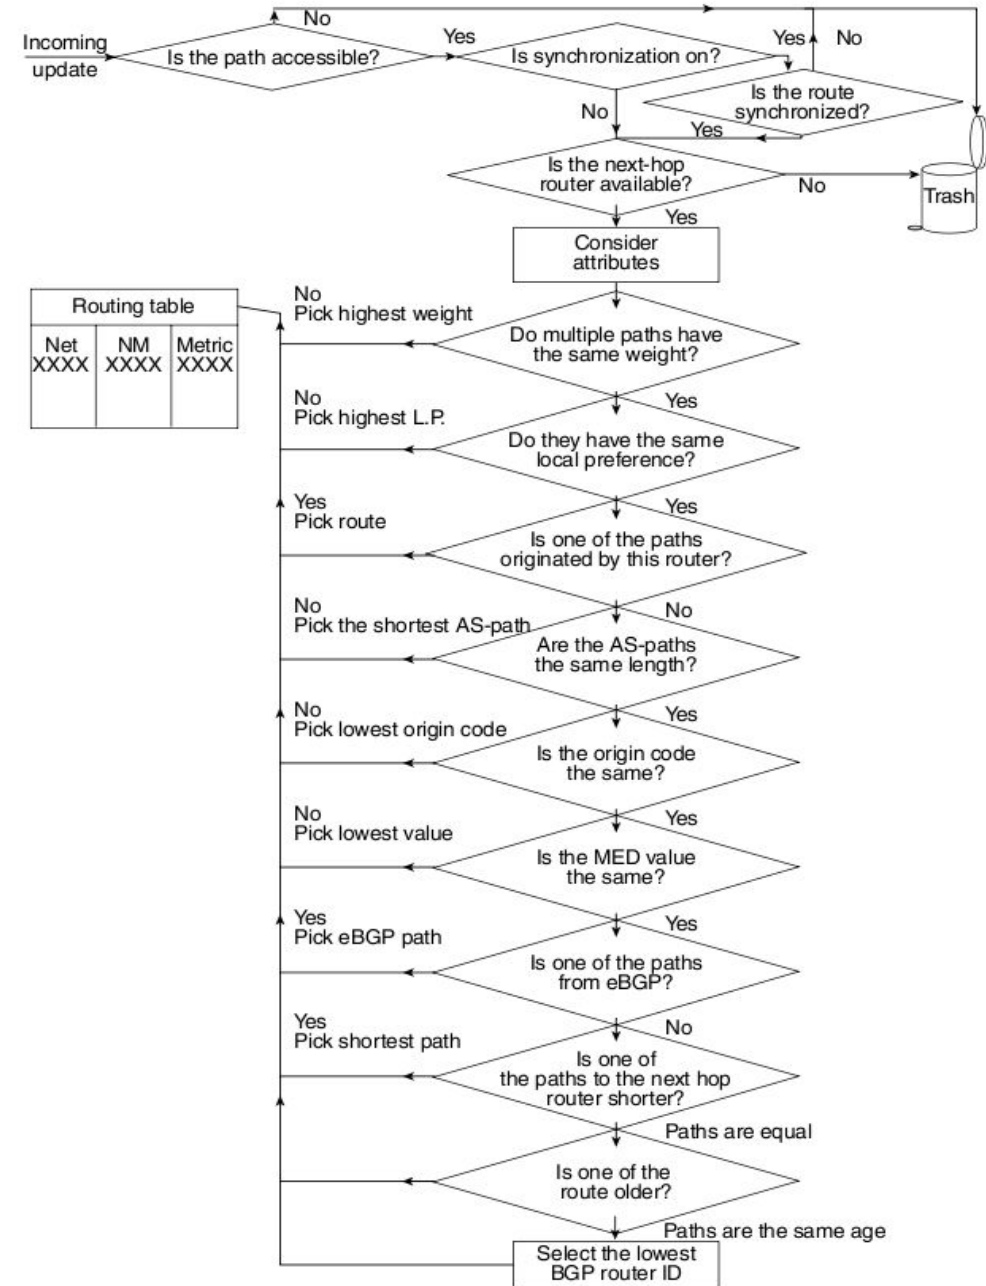 No
Incoming
update
Is the path accessible?
Yes
Is synchronization on?
Yes
No
Is the route
synchronized?
No
Yes
Is the next-hop
router available?
No
Trash
Yes
Consider
attributes
Routing table
Net
XXXX
NM
XXXX
Metric
XXXX
No
Pick highest weight
Do multiple paths have
the same weight?
Yes
No
Pick highest L.P.
Do they have the same
local preference?
Yes
Yes
Pick route
Is one of the paths
originated by this router?
No
No
Pick the shortest AS-path
Are the AS-paths
the same length?
Yes
No
Pick lowest origin code
Is the origin code
the same?
Yes
No
Pick lowest value
Is the MED value
the same?
Yes
Yes
Pick eBGP path
Is one of the paths
from eBGP?
No
Yes
Pick shortest path
Is one of
the paths to the next hop
router shorter?
Paths are equal
Is one of the
route older?
Paths are the same age
Select the lowest
BGP router ID